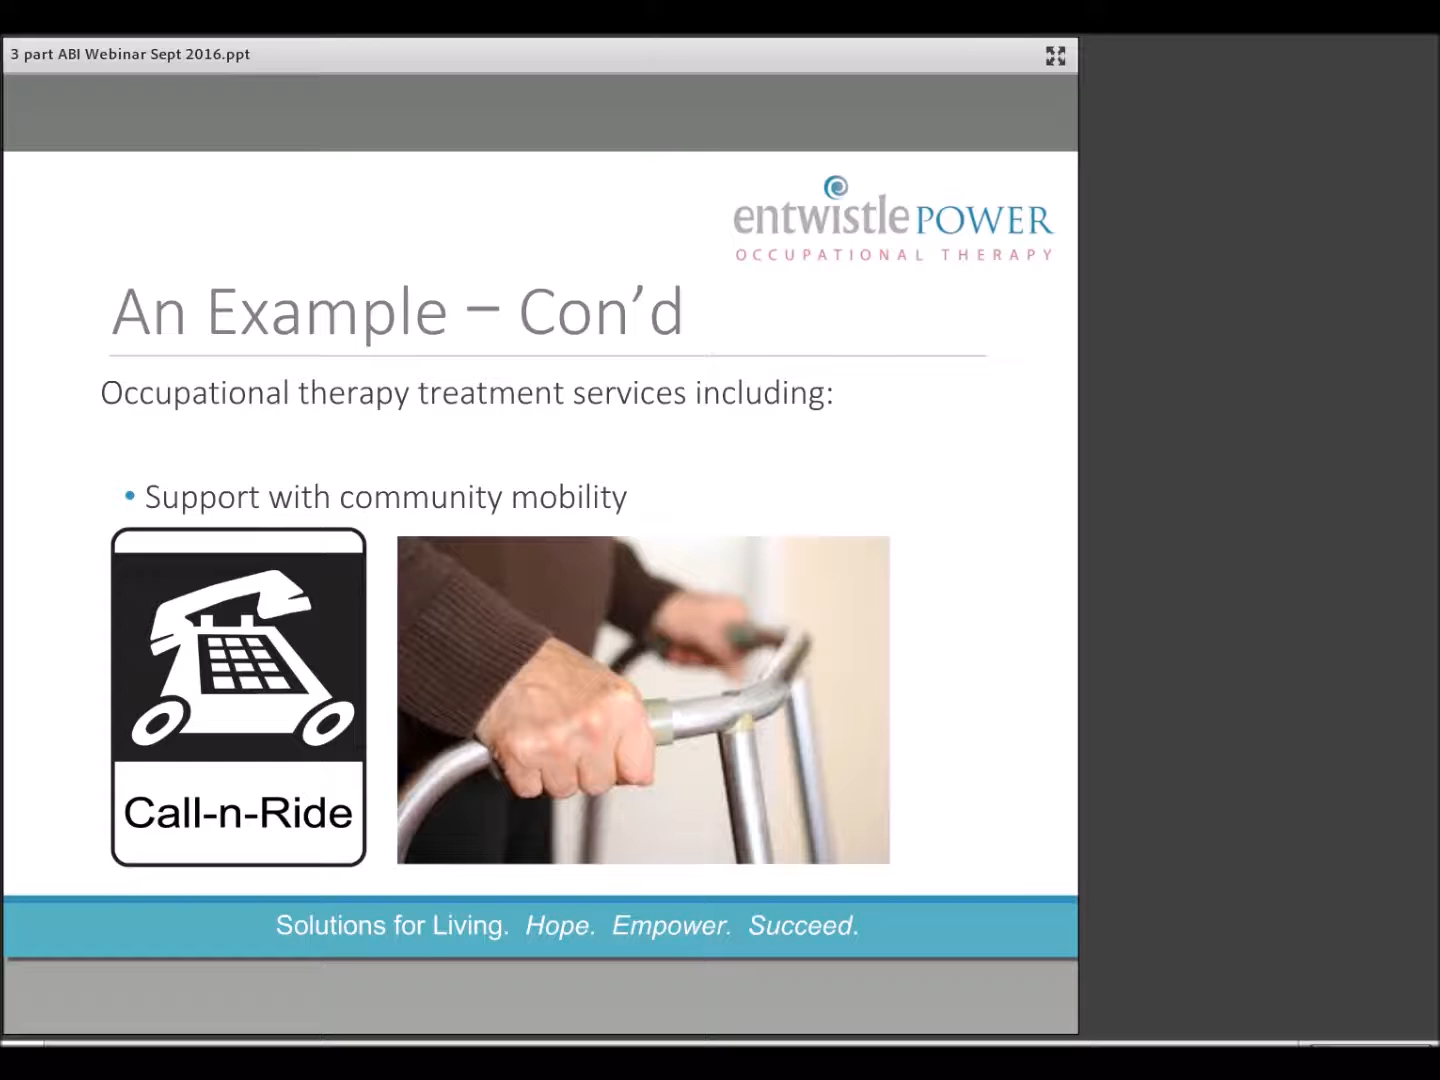 3 part ABI Webinar Sept 2016.ppt
entwistle POWER
OCCUPATIONAL THERAPY
An Example – Con’d
Occupational therapy treatment services including:
• Support with community mobility
Call-n-Ride
Solutions for Living. Hope. Empower. Succeed.